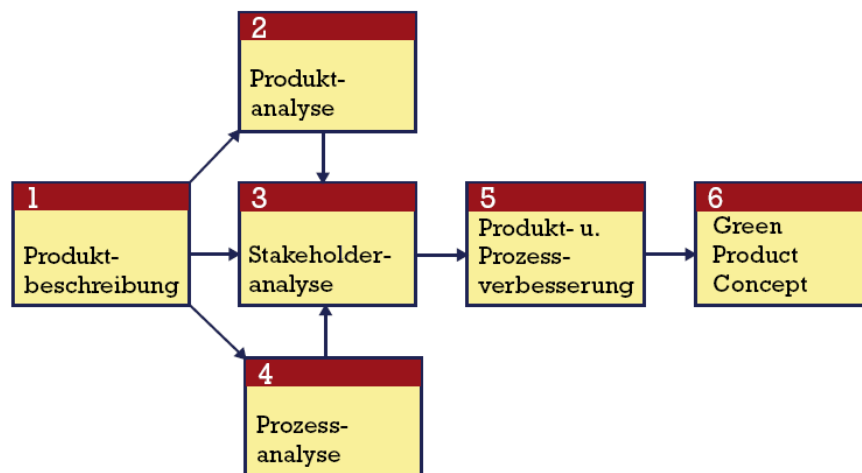 1
Produkt-
beschreibung
2
Produkt-
analyse
3
Stakeholder-
analyse
4
Prozess-
analyse
5
Produkt- u.
Prozess-
verbesserung
6
Green
Product
Concept